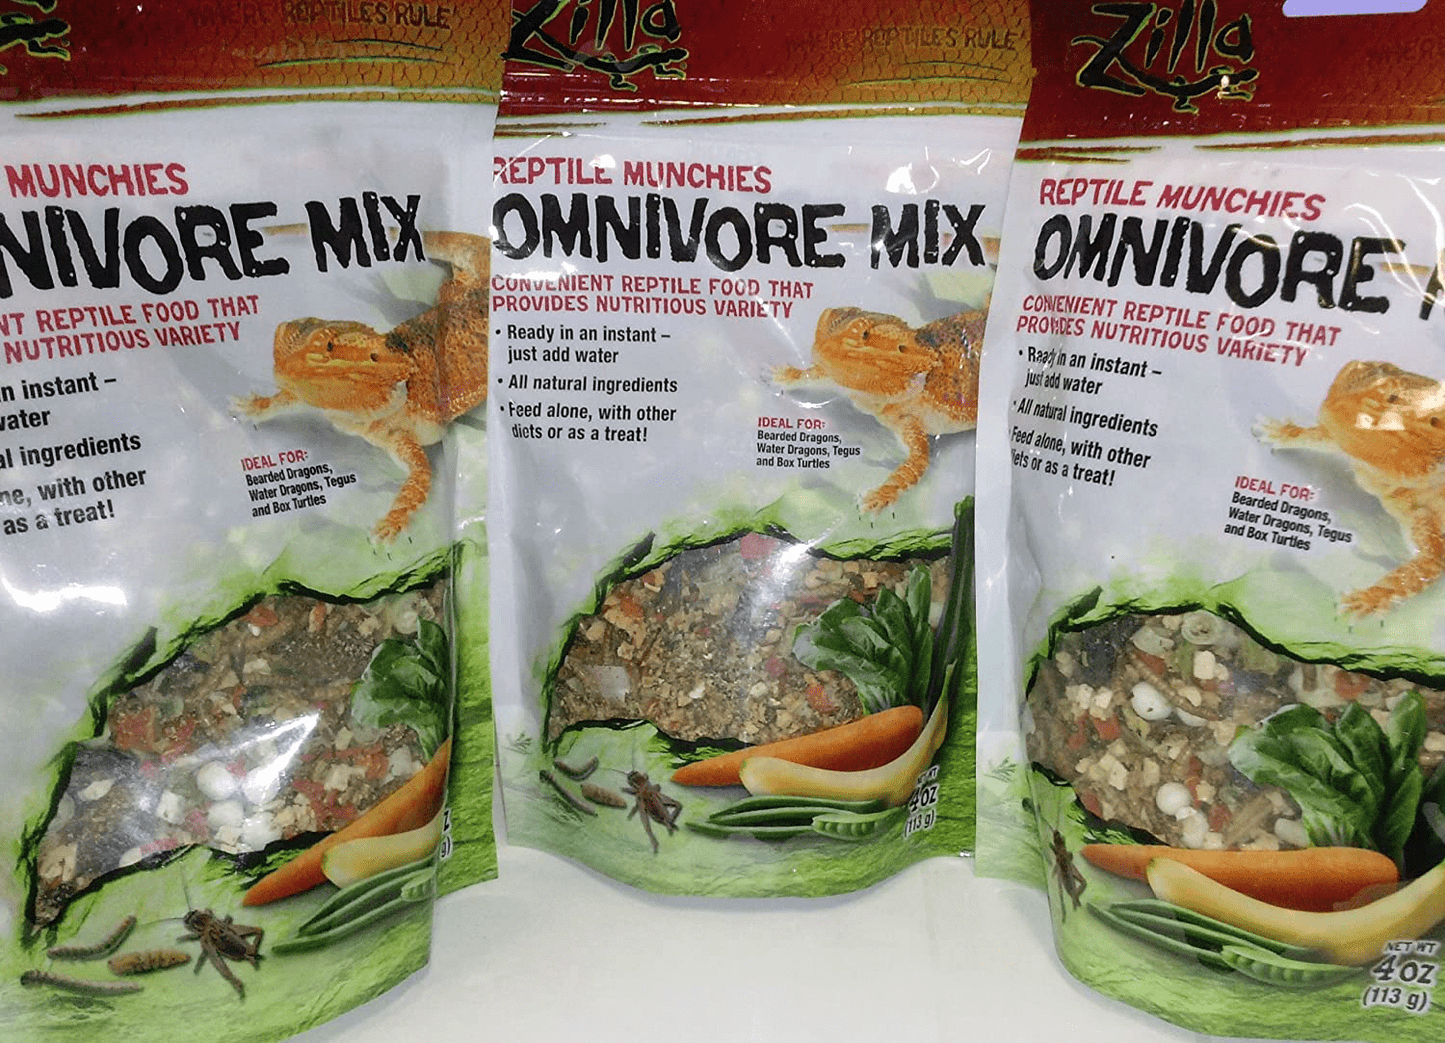 WHERE REPTILES RULE
MUNCHIES
NIVORE MIX
NT REPTILE FOOD THAT
NUTRITIOUS VARIETY
n instant –
water
al ingredients
ne, with other
as a treat!
IDEAL FOR:
Bearded Dragons,
Water Dragons, Tegus
and Box Turtles
Z
g)
Zilla
WHERE REPTILES RULE
REPTILE MUNCHIES
OMNIVORE MIX
CONVENIENT REPTILE FOOD THAT
PROVIDES NUTRITIOUS VARIETY
• Ready in an instant –
just add water
• All natural ingredients
• Feed alone, with other
diets or as a treat!
IDEAL FOR:
Bearded Dragons,
Water Dragons, Tegus
and Box Turtles
NET WT
4 OZ
(113 g)
Zilla
WHERE
REPTILE MUNCHIES
OMNIVORE
CONVENIENT REPTILE FOOD THAT
PROVIDES NUTRITIOUS VARIETY
• Ready in an instant –
just add water
• All natural ingredients
Feed alone, with other
iets or as a treat!
IDEAL FOR:
Bearded Dragons,
Water Dragons, Tegus
and Box Turtles
NET WT
4 OZ
(113 g)